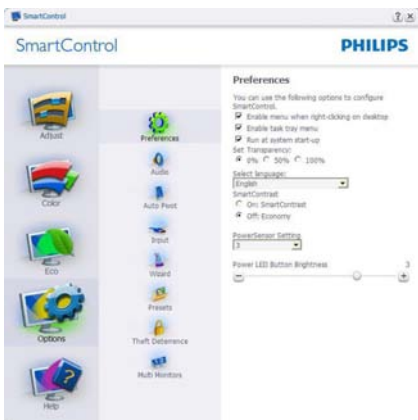 SmartControl
SmartControl
PHILIPS
Adjust
Color
Eco
Options
Help
Preferences
Audio
Auto Pivot
Input
Wizard
Presets
Theft Deterrence
Multi Monitors
Preferences
You can use the following options to configure
SmartControl.
Enable menu when right-clicking on desktop
Enable task tray menu
Run at system start-up
Set Transparency:
0% 50% 100%
Select language:
English
SmartContrast
On: SmartContrast
Off: Economy
PowerSensor Setting
3
Power LED Button Brightness 3